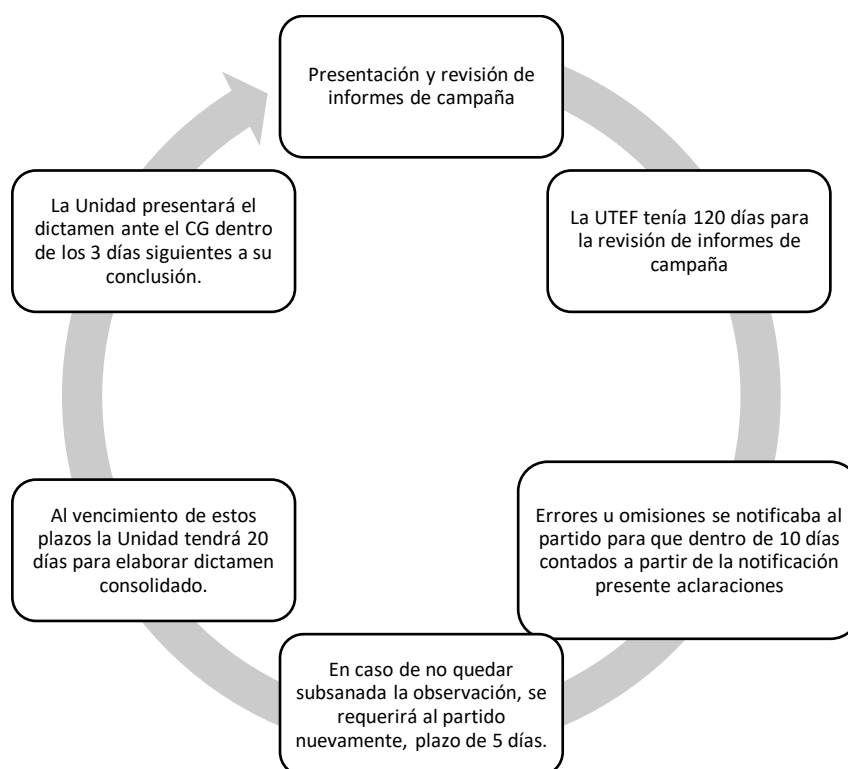 Presentación y revisión de
informes de campaña
La UTEF tenía 120 días para
la revisión de informes de
campaña
Errores u omisiones se notificaba al
partido para que dentro de 10 días
contados a partir de la notificación
presente aclaraciones
En caso de no quedar
subsanada la observación, se
requerirá al partido
nuevamente, plazo de 5 días.
Al vencimiento de estos
plazos la Unidad tendrá 20
días para elaborar dictamen
consolidado.
La Unidad presentará el
dictamen ante el CG dentro
de los 3 días siguientes a su
conclusión.